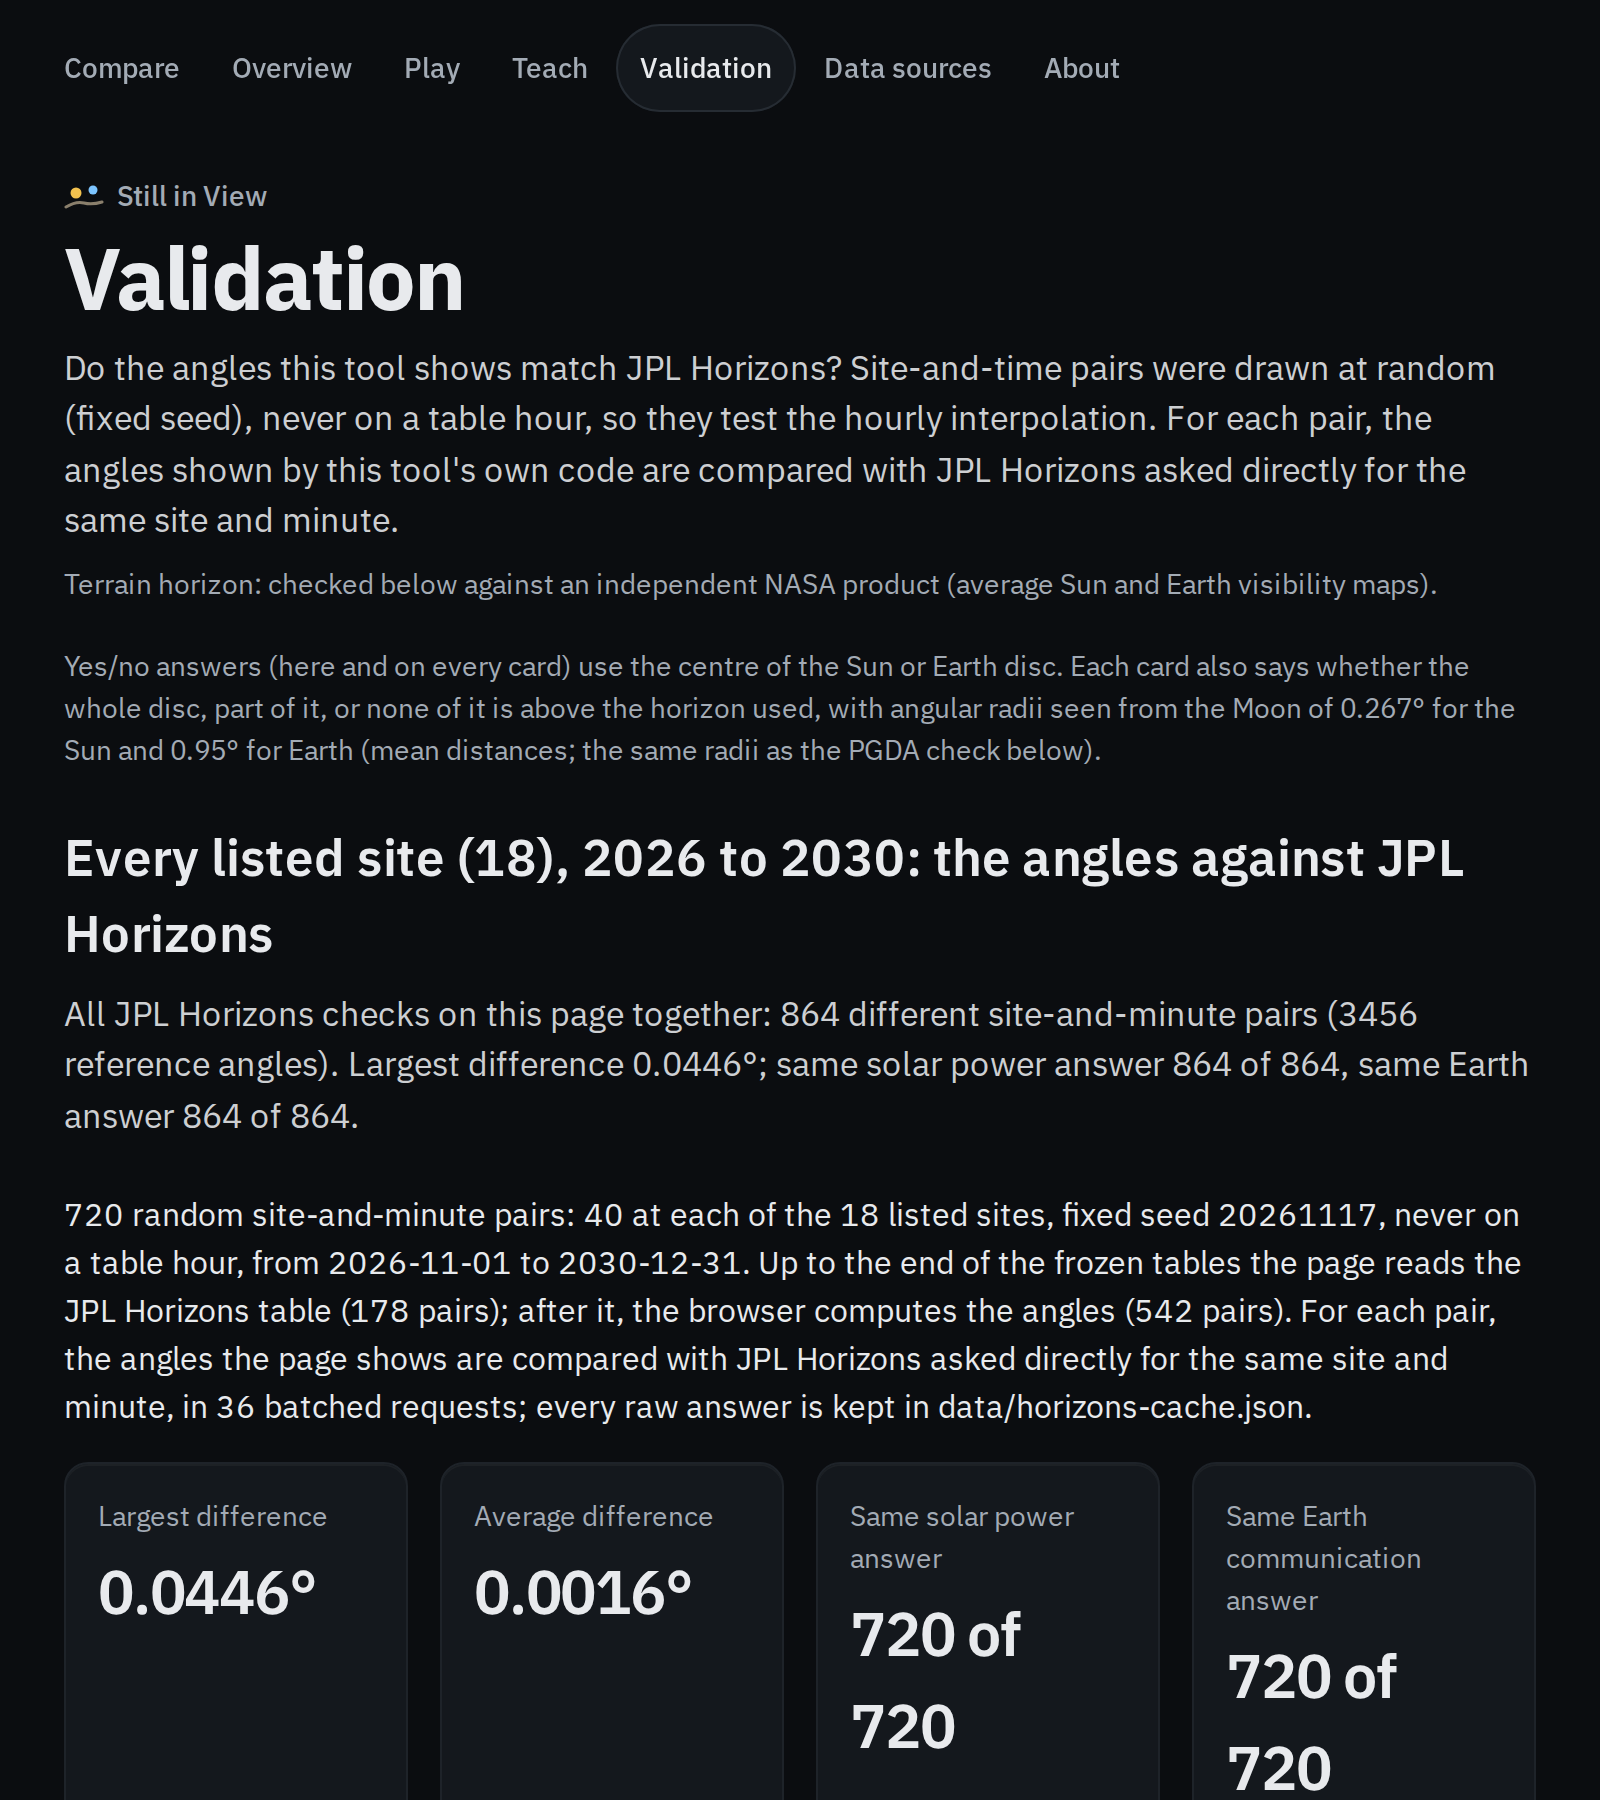 Compare Overview Play Teach Validation Data sources About
Still in View
Validation
Do the angles this tool shows match JPL Horizons? Site-and-time pairs were drawn at random
(fixed seed), never on a table hour, so they test the hourly interpolation. For each pair, the
angles shown by this tool's own code are compared with JPL Horizons asked directly for the
same site and minute.
Terrain horizon: checked below against an independent NASA product (average Sun and Earth visibility maps).
Yes/no answers (here and on every card) use the centre of the Sun or Earth disc. Each card also says whether the
whole disc, part of it, or none of it is above the horizon used, with angular radii seen from the Moon of 0.267° for the
Sun and 0.95° for Earth (mean distances; the same radii as the PGDA check below).
Every listed site (18), 2026 to 2030: the angles against JPL
Horizons
All JPL Horizons checks on this page together: 864 different site-and-minute pairs (3456
reference angles). Largest difference 0.0446°; same solar power answer 864 of 864, same Earth
answer 864 of 864.
720 random site-and-minute pairs: 40 at each of the 18 listed sites, fixed seed 20261117, never on
a table hour, from 2026-11-01 to 2030-12-31. Up to the end of the frozen tables the page reads the
JPL Horizons table (178 pairs); after it, the browser computes the angles (542 pairs). For each pair,
the angles the page shows are compared with JPL Horizons asked directly for the same site and
minute, in 36 batched requests; every raw answer is kept in data/horizons-cache.json.
Largest difference
0.0446°
Average difference
0.0016°
Same solar power
answer
720 of
720
Same Earth
communication
answer
720 of
720